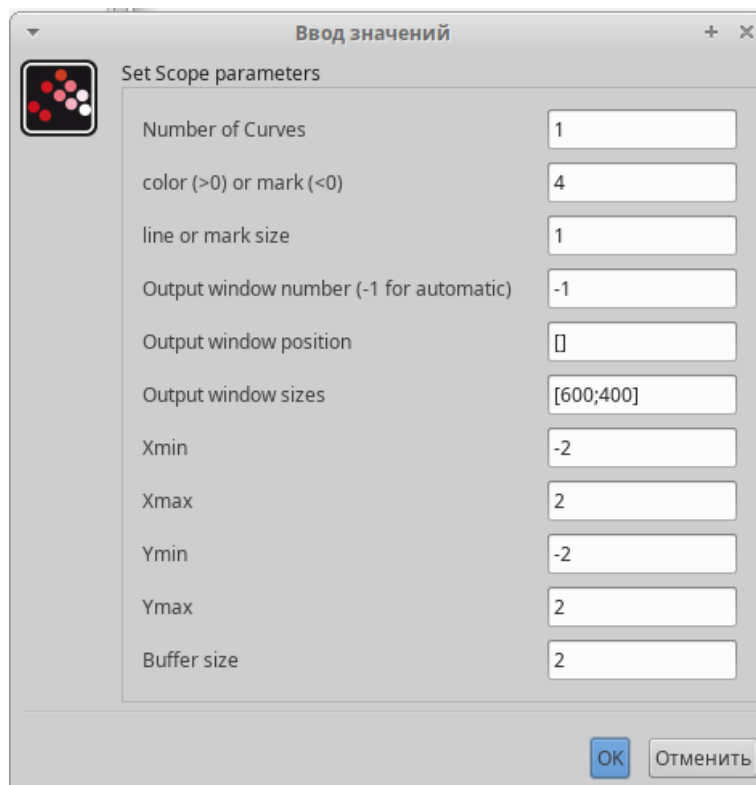 Ввод значений
Set Scope parameters
Number of Curves 1
color (>0) or mark (<0) 4
line or mark size 1
Output window number (-1 for automatic) -1
Output window position []
Output window sizes [600;400]
Xmin -2
Xmax 2
Ymin -2
Ymax 2
Buffer size 2
OK Отменить